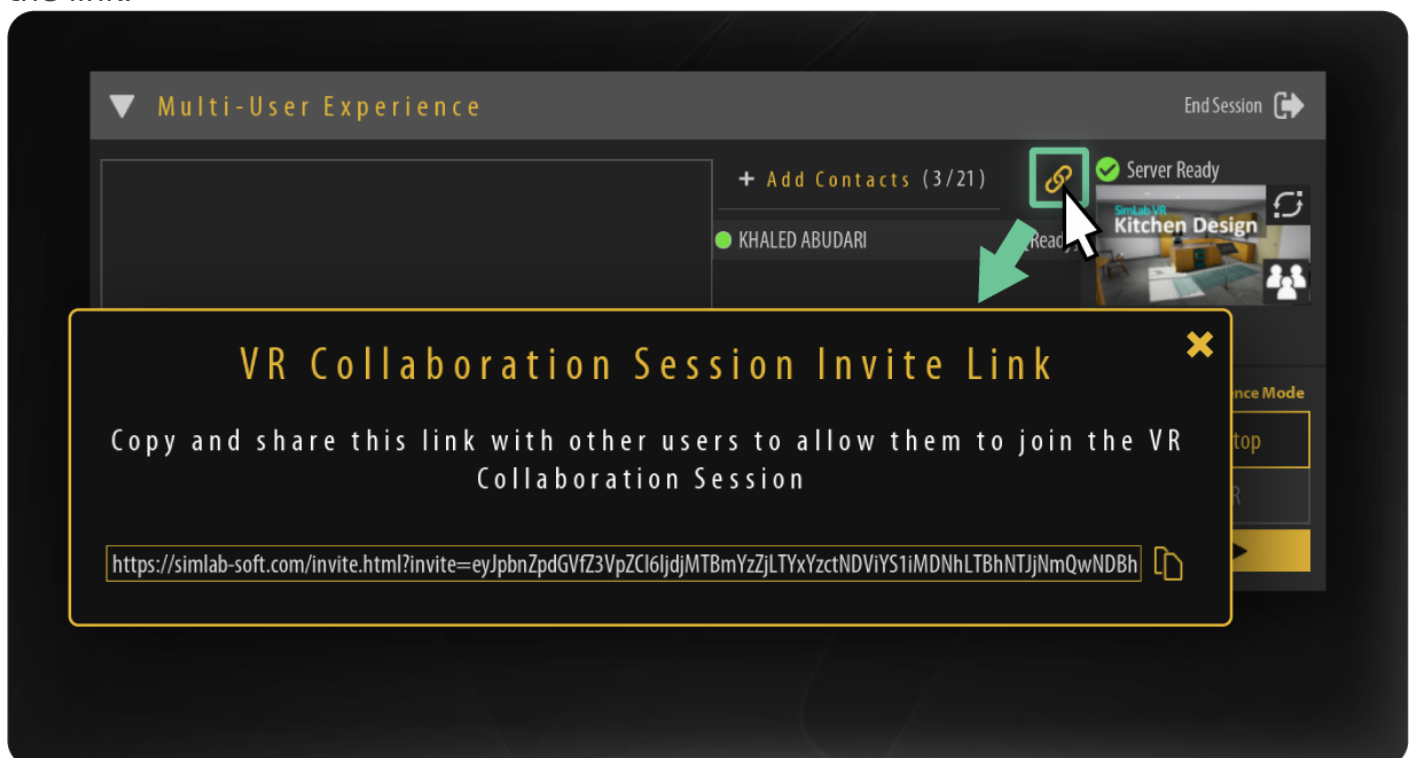 Multi-User Experience
End Session
+ Add Contacts (3/21)
Server Ready
SimLab VR
Kitchen Design
KHALED ABUDARI
VR Collaboration Session Invite Link
Copy and share this link with other users to allow them to join the VR
Collaboration Session
https://simlab-soft.com/invite.html?invite=eyJpbnZpdGVfZ3VpZCI6IjdjMTBmYzZjLTYxYzctNDViYS1iMDNhLTBhNTJjNmQwNDBh
Mode